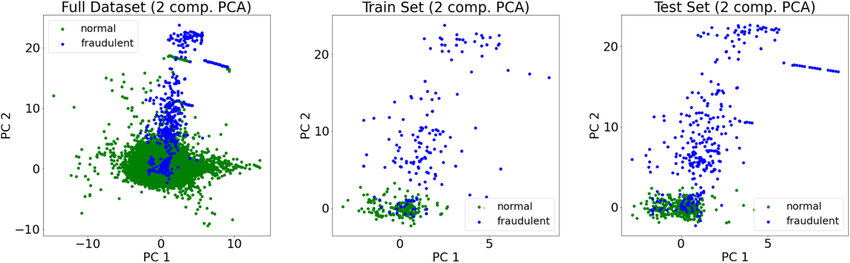 Full Dataset (2 comp. PCA)
normal
fraudulent
20
10
0
−10
PC 2
−10
0
10
PC 1
Train Set (2 comp. PCA)
20
10
0
PC 2
normal
fraudulent
0
5
PC 1
Test Set (2 comp. PCA)
20
10
0
PC 2
normal
fraudulent
0
5
PC 1